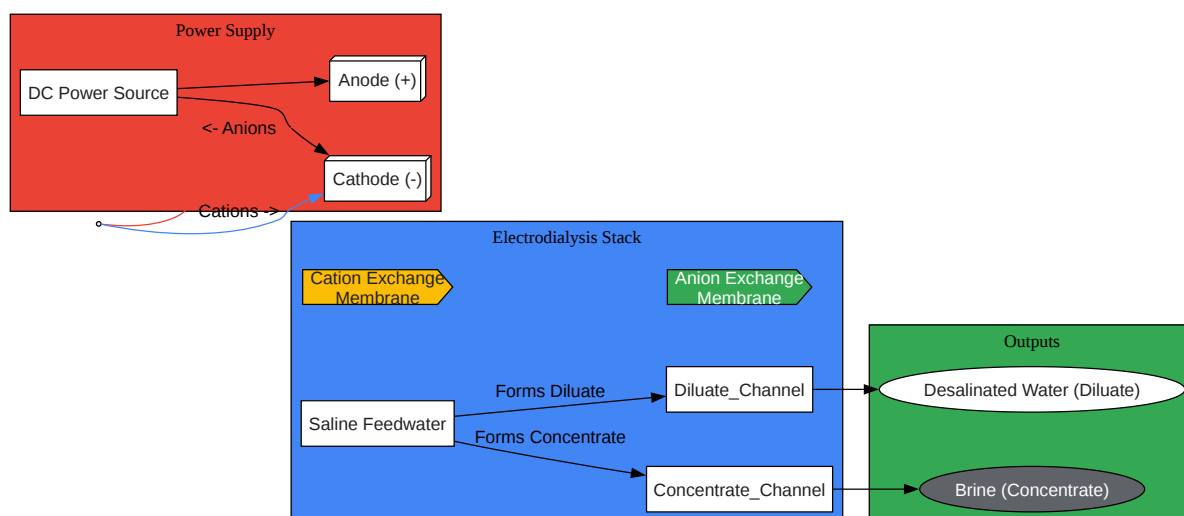 Power Supply
DC Power Source
Anode (+)
<- Anions
Cathode (-)
Cations ->
Electrodialysis Stack
Cation Exchange
Membrane
Anion Exchange
Membrane
Outputs
Saline Feedwater
Forms Diluate
Diluate_Channel
Desalinated Water (Diluate)
Forms Concentrate
Concentrate_Channel
Brine (Concentrate)